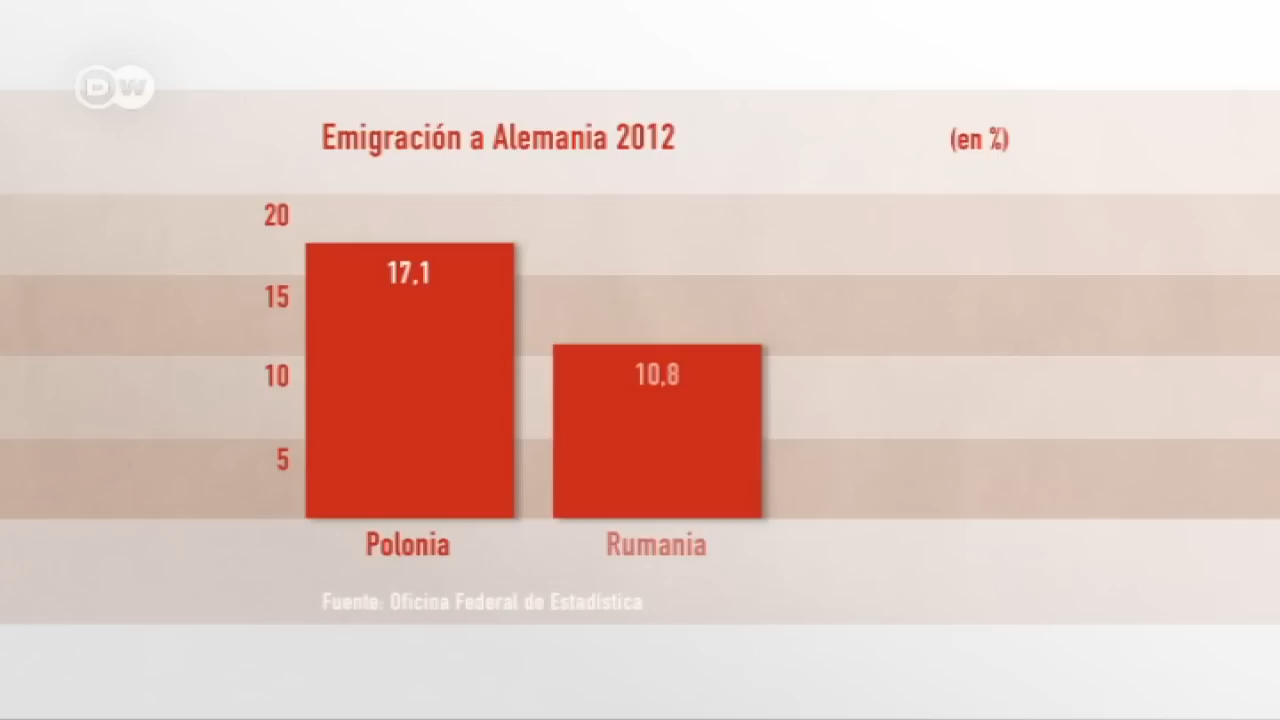 DW
Emigración a Alemania 2012
(en %)
20
15
10
5
17,1
10,8
Polonia
Rumania
Fuente: Oficina Federal de Estadística